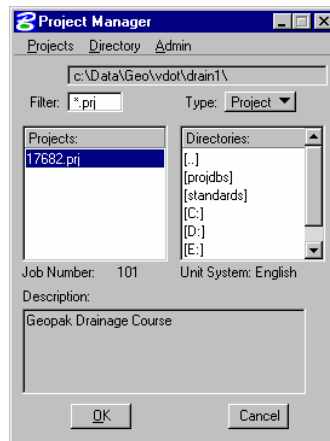 Project Manager
Projects Directory Admin
c:\Data\Geo\vdot\drain1\
Filter: *.prj Type: Project
Projects: Directories:
17682.prj [..]
[projdbs]
[standards]
[C:]
[D:]
[E:]
Job Number: 101 Unit System: English
Description:
Geopak Drainage Course
OK Cancel